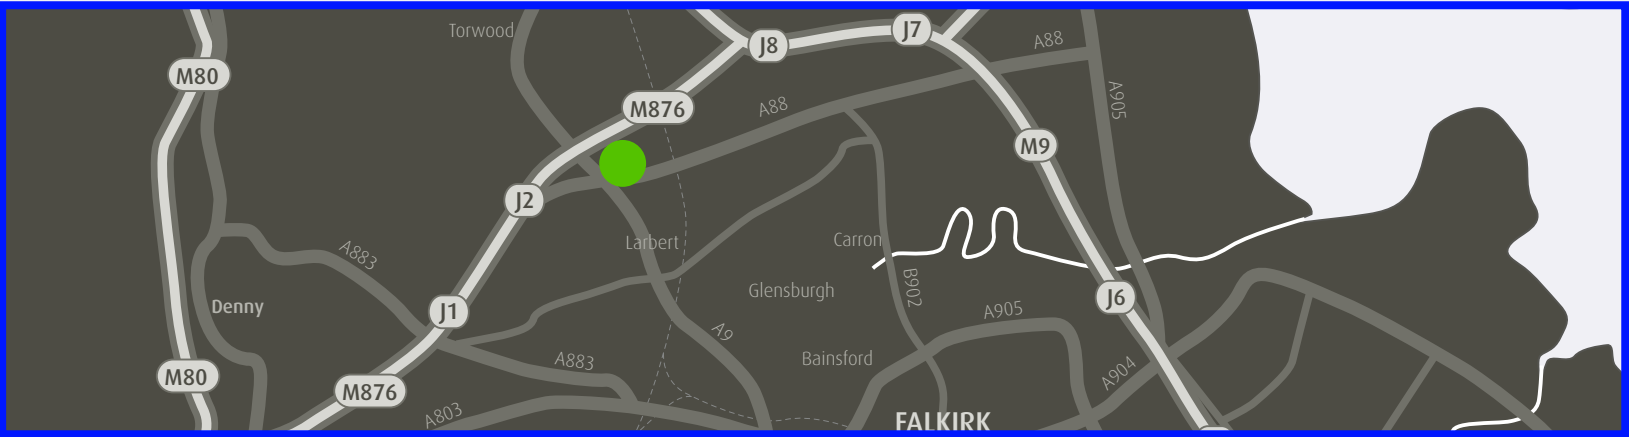 Torwood
J8
J7
A88
M80
M876
A88
A905
M9
J2
Larbert
Carron
A883
B902
Glensburgh
J6
Denny
J1
A905
A9
Bainsford
A883
A904
M80
M876
A803
FALKIRK